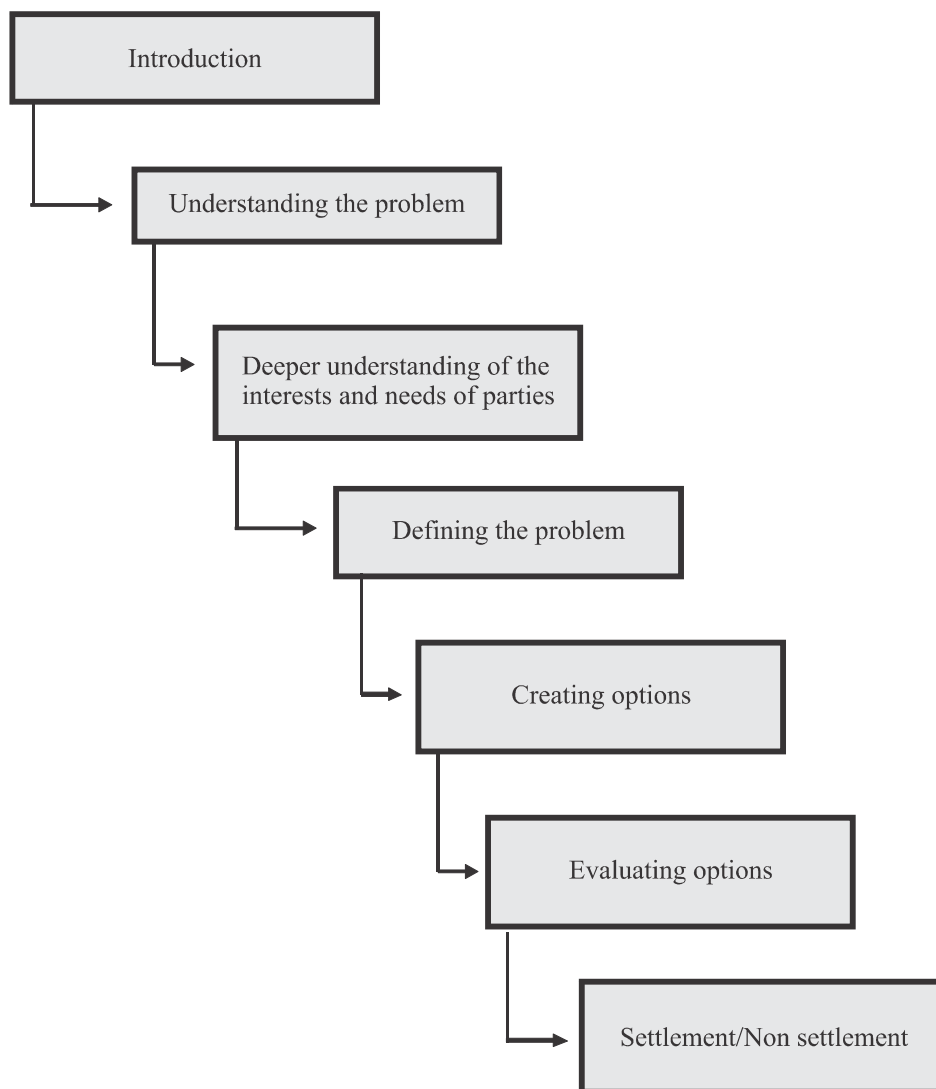 Introduction
Understanding the problem
Deeper understanding of the
interests and needs of parties
Defining the problem
Creating options
Evaluating options
Settlement/Non settlement